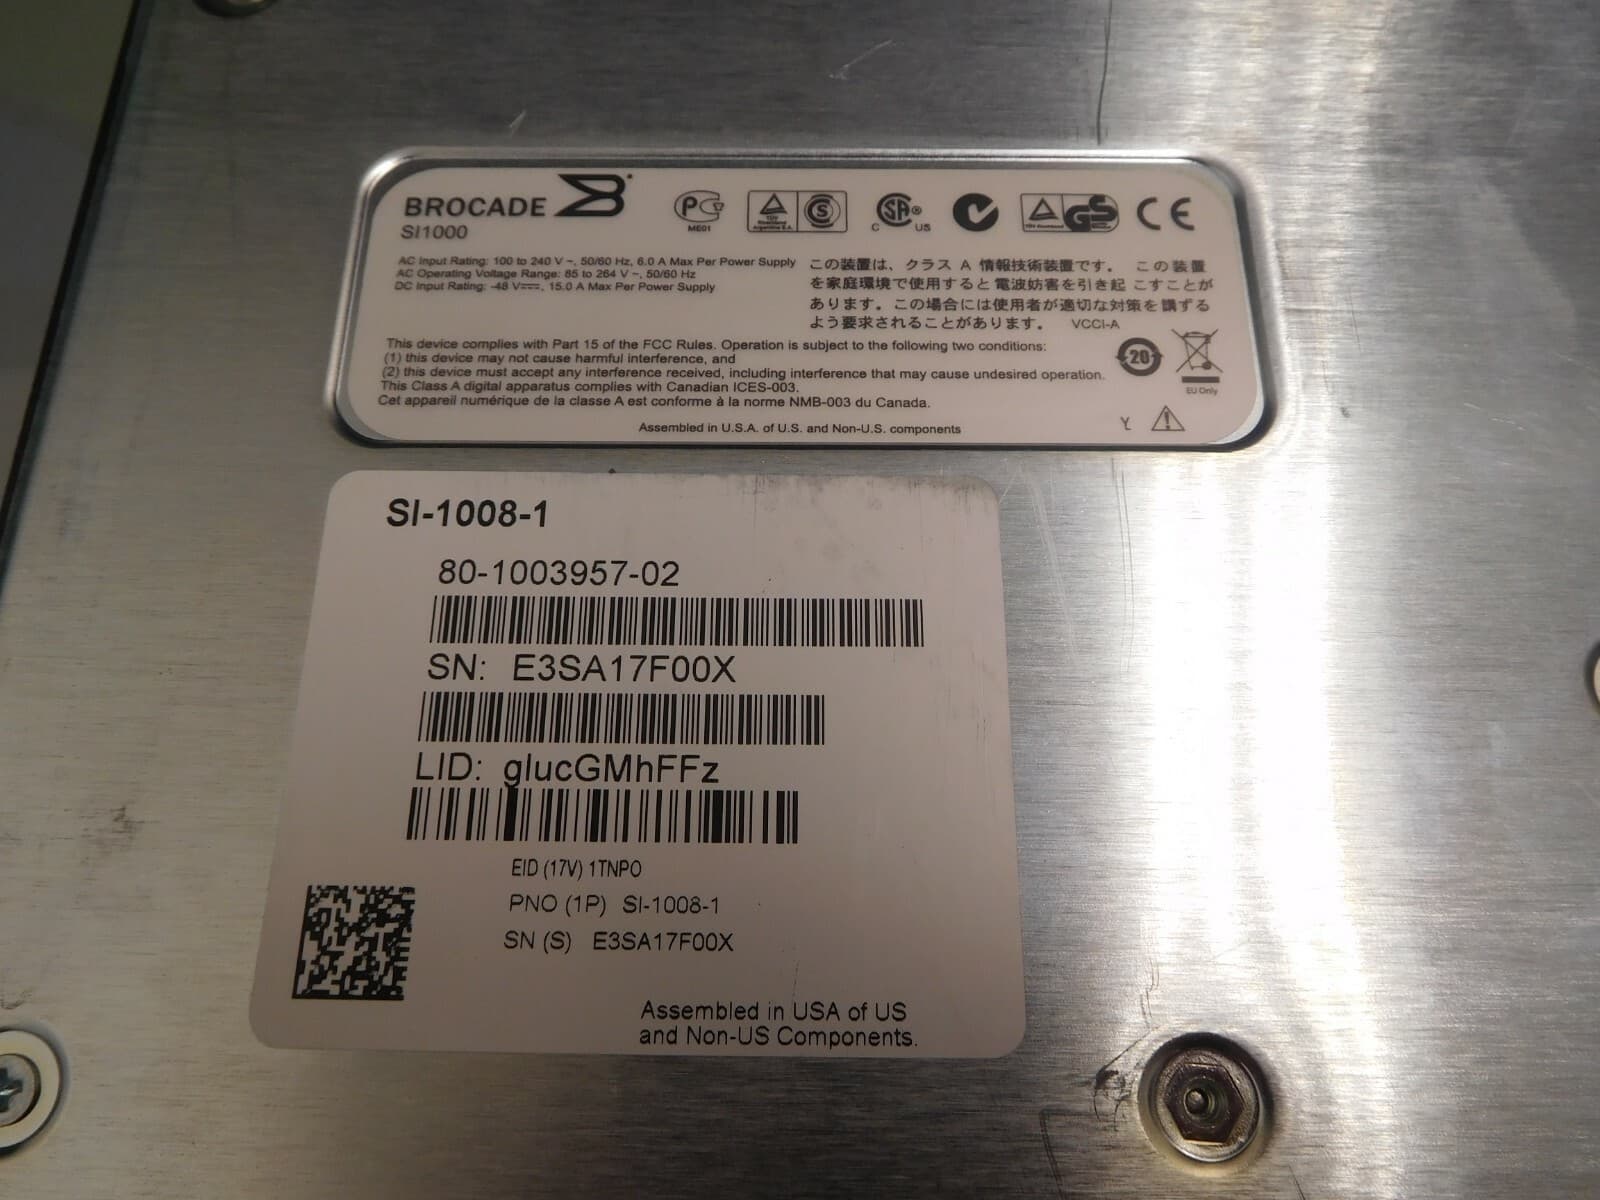 BROCADE
SI1000
PC
ME01
TÜV
S
SA®
C US
TÜV
GS
CE
AC Input Rating: 100 to 240 V ~, 50/60 Hz, 6.0 A Max Per Power Supply
AC Operating Voltage Range: 85 to 264 V ~, 50/60 Hz
DC Input Rating: -48 V⎓, 15.0 A Max Per Power Supply
この装置は、クラス A 情報技術装置です。 この装置
を家庭環境で使用すると電波妨害を引き起 こすことが
あります。この場合には使用者が適切な対策を講ずる
よう要求されることがあります。 VCCI-A
This device complies with Part 15 of the FCC Rules. Operation is subject to the following two conditions:
(1) this device may not cause harmful interference, and
(2) this device must accept any interference received, including interference that may cause undesired operation.
This Class A digital apparatus complies with Canadian ICES-003.
Cet appareil numérique de la classe A est conforme à la norme NMB-003 du Canada.
20
EU Only
Assembled in U.S.A. of U.S. and Non-U.S. components
Y
SI-1008-1
80-1003957-02
SN: E3SA17F00X
LID: glucGMhFFz
EID (17V) 1TNPO
PNO (1P) SI-1008-1
SN (S) E3SA17F00X
Assembled in USA of US
and Non-US Components.